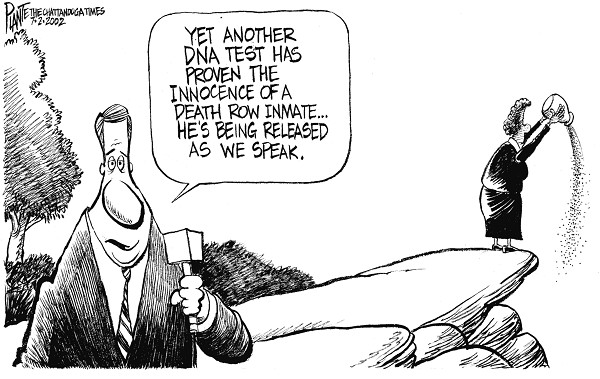 PLANTE THE CHATTANOOGA TIMES
7·2·2002
YET ANOTHER
DNA TEST HAS
PROVEN THE
INNOCENCE OF A
DEATH ROW INMATE...
HE'S BEING RELEASED
AS WE SPEAK.